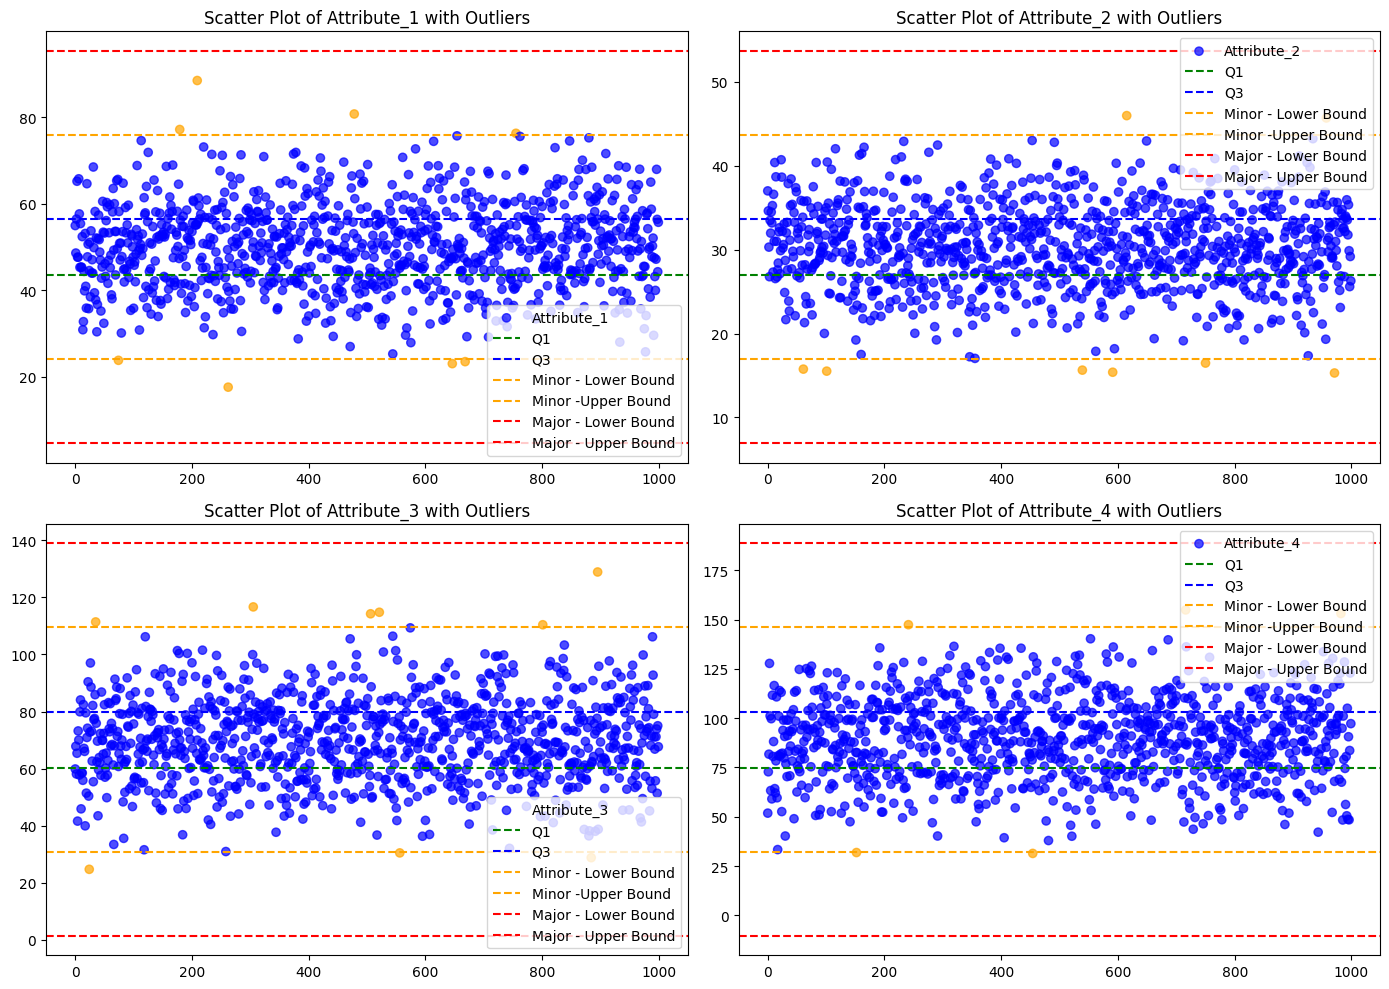 Scatter Plot of Attribute_1 with Outliers
80
60
40
20
0
200
400
600
800
1000
Attribute_1
Q1
Q3
Minor - Lower Bound
Minor -Upper Bound
Major - Lower Bound
Major - Upper Bound
Scatter Plot of Attribute_2 with Outliers
50
40
30
20
10
0
200
400
600
800
1000
Attribute_2
Q1
Q3
Minor - Lower Bound
Minor -Upper Bound
Major - Lower Bound
Major - Upper Bound
Scatter Plot of Attribute_3 with Outliers
140
120
100
80
60
40
20
0
0
200
400
600
800
1000
Attribute_3
Q1
Q3
Minor - Lower Bound
Minor -Upper Bound
Major - Lower Bound
Major - Upper Bound
Scatter Plot of Attribute_4 with Outliers
175
150
125
100
75
50
25
0
0
200
400
600
800
1000
Attribute_4
Q1
Q3
Minor - Lower Bound
Minor -Upper Bound
Major - Lower Bound
Major - Upper Bound